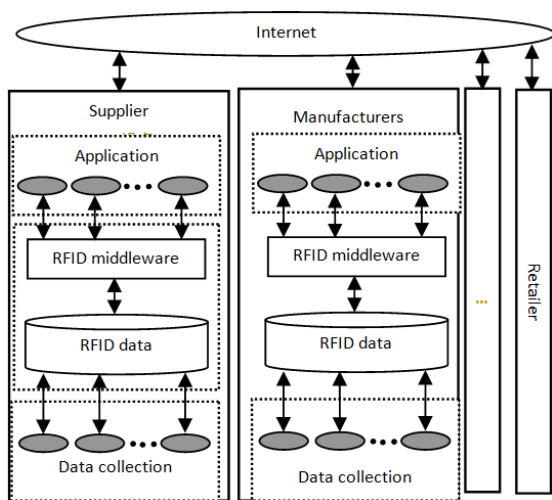 Internet
Supplier
Application
RFID middleware
RFID data
Data collection
Manufacturers
Application
RFID middleware
RFID data
Data collection
...
Retailer